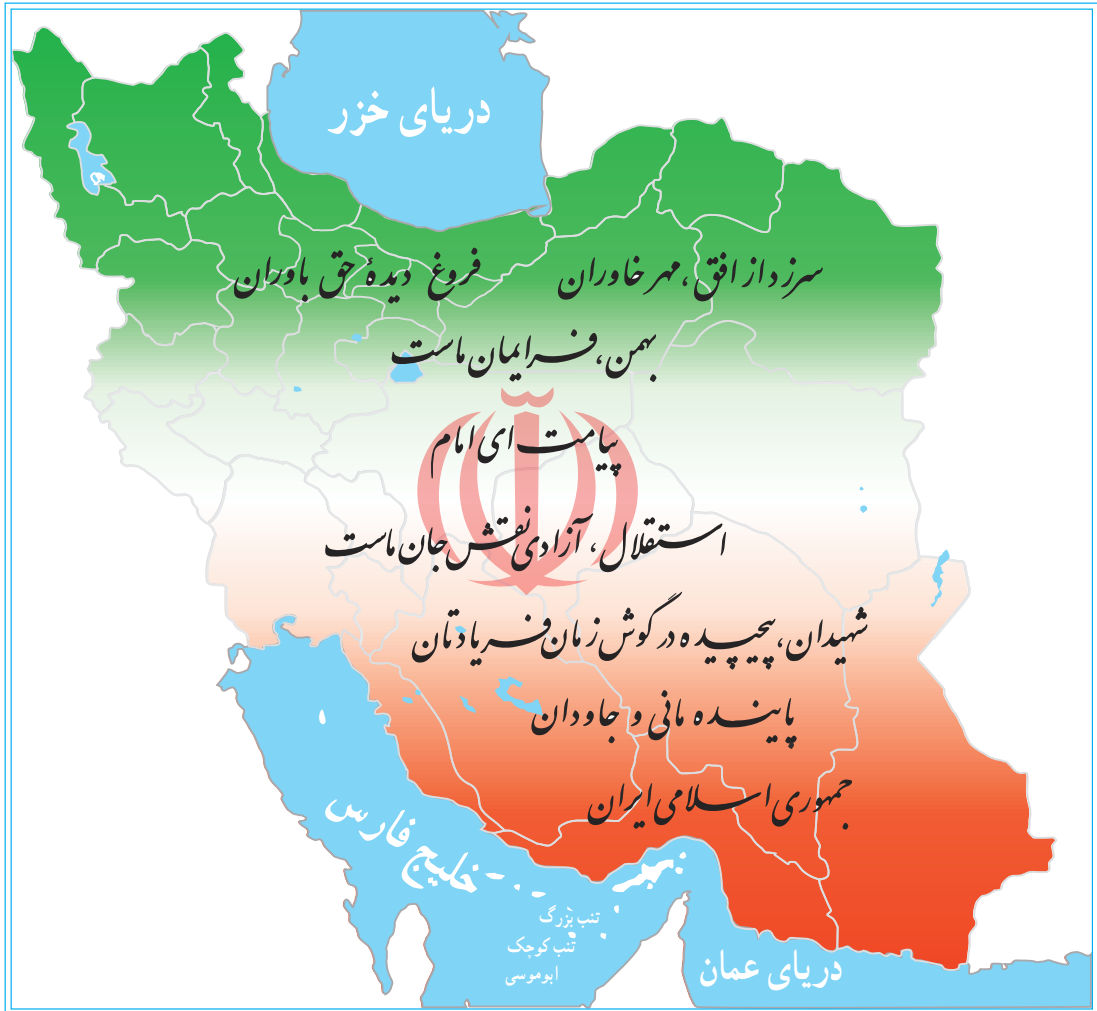 دریای خزر
سرزد از افق، مهر خاوران فروغ دیدهٔ حق باوران
بهمن، فر ایمان ماست
پیامت ای امام
استقلال، آزادی نقش جان ماست
شهیدان، پیچیده در گوش زمان فریادتان
پاینده مانی و جاودان
جمهوری اسلامی ایران
خلیج فارس
تنب بزرگ
تنب کوچک
ابوموسی
دریای عمان